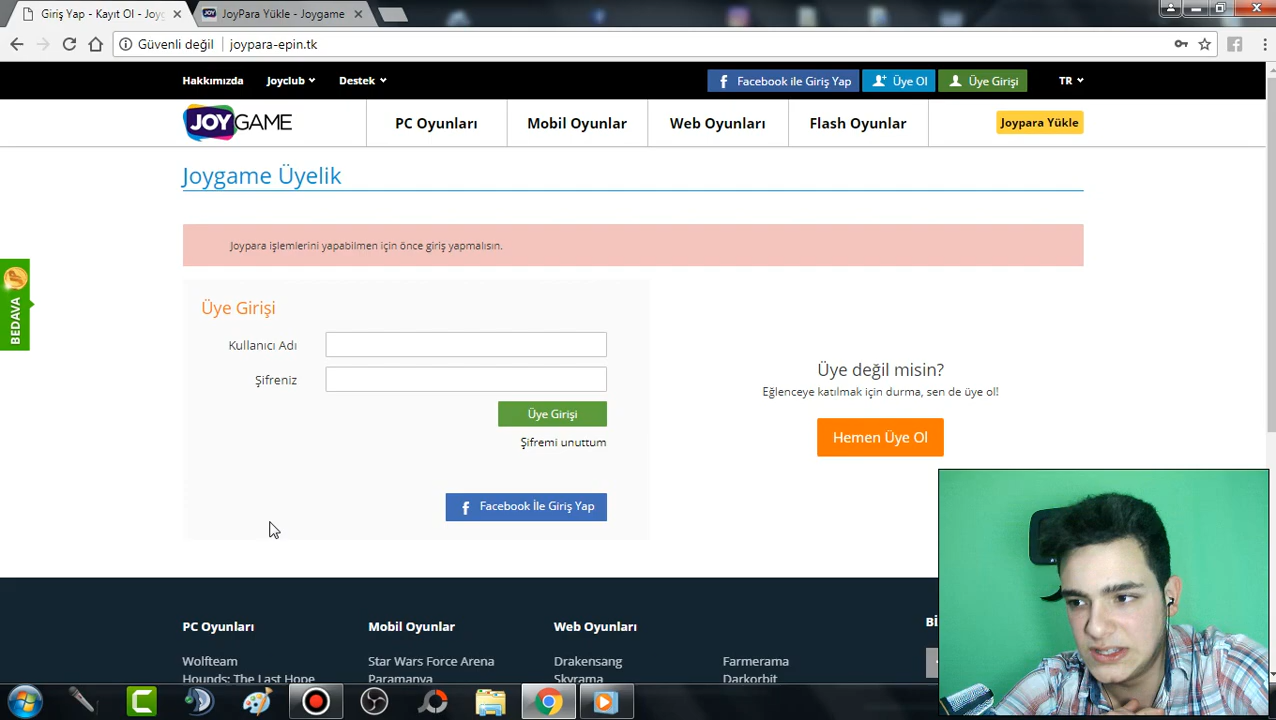 Giriş Yap - Kayıt Ol - Joyg
JoyPara Yükle - Joygame
Güvenli değil
joypara-epin.tk
Hakkımızda
Joyclub
Destek
Facebook ile Giriş Yap
Üye Ol
Üye Girişi
TR
JOYGAME
PC Oyunları
Mobil Oyunlar
Web Oyunları
Flash Oyunlar
Joypara Yükle
Joygame Üyelik
Joypara işlemlerini yapabilmen için önce giriş yapmalısın.
BEDAVA
Üye Girişi
Kullanıcı Adı
Şifreniz
Üye Girişi
Şifremi unuttum
Facebook İle Giriş Yap
Üye değil misin?
Eğlenceye katılmak için durma, sen de üye ol!
Hemen Üye Ol
PC Oyunları
Mobil Oyunlar
Web Oyunları
Wolfteam
Star Wars Force Arena
Drakensang
Farmerama
Hounds: The Last Hope
Paramanya
Skyrama
Darkorbit